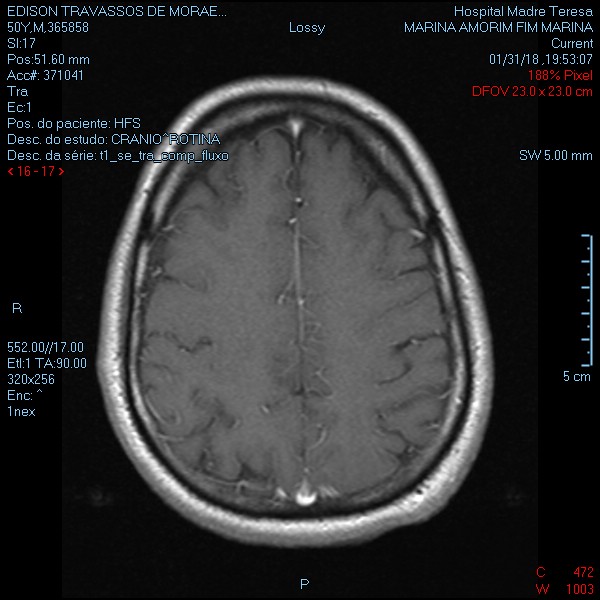 EDISON TRAVASSOS DE MORAE...
50Y,M,365858
Sl:17
Pos:51.60 mm
Acc#: 371041
Tra
Ec:1
Pos. do paciente: HFS
Desc. do estudo: CRANIO^ROTINA
Desc. da série: t1_se_tra_comp_fluxo
< 16 - 17 >
Lossy
Hospital Madre Teresa
MARINA AMORIM FIM MARINA
Current
01/31/18 ,19:53:07
188% Pixel
DFOV 23.0 x 23.0 cm
SW 5.00 mm
R
552.00//17.00
Etl:1 TA:90.00
320x256
Enc: ^
1nex
5 cm
P
C 472
W 1003